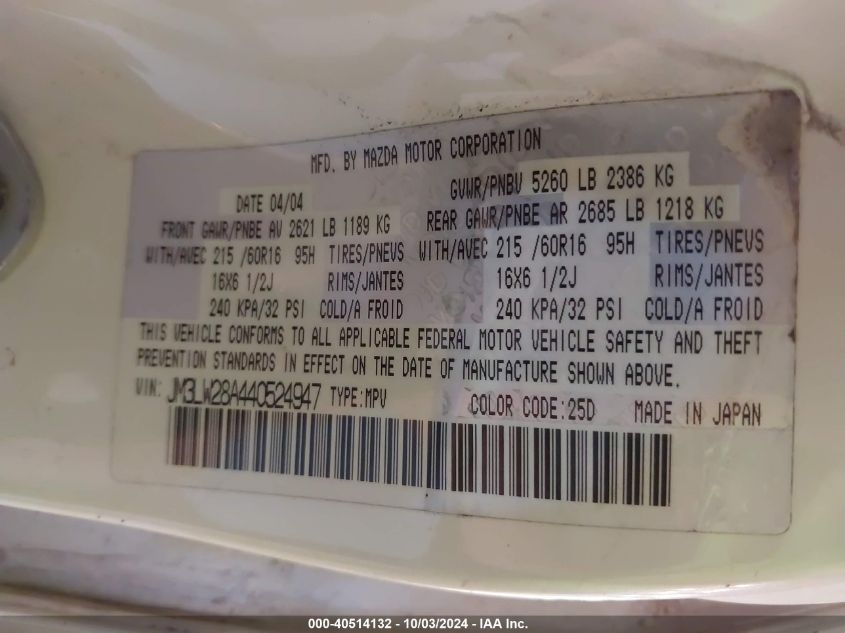 MFD. BY MAZDA MOTOR CORPORATION
DATE 04/04 GVWR/PNBV 5260 LB 2386 KG
FRONT GAWR/PNBE AV 2621 LB 1189 KG REAR GAWR/PNBE AR 2685 LB 1218 KG
WITH/AVEC 215 /60R16 95H TIRES/PNEVS WITH/AVEC 215 /60R16 95H TIRES/PNEVS
16X6 1/2J RIMS/JANTES 16X6 1/2J RIMS/JANTES
240 KPA/32 PSI COLD/A FROID 240 KPA/32 PSI COLD/A FROID
THIS VEHICLE CONFORMS TO ALL APPLICABLE FEDERAL MOTOR VEHICLE SAFETY AND THEFT
PREVENTION STANDARDS IN EFFECT ON THE DATE OF MANUFACTURE SHOWN ABOVE.
VIN: JM3LW28A440524947 TYPE:MPV COLOR CODE:25D MADE IN JAPAN
000-40514132 - 10/03/2024 - IAA Inc.